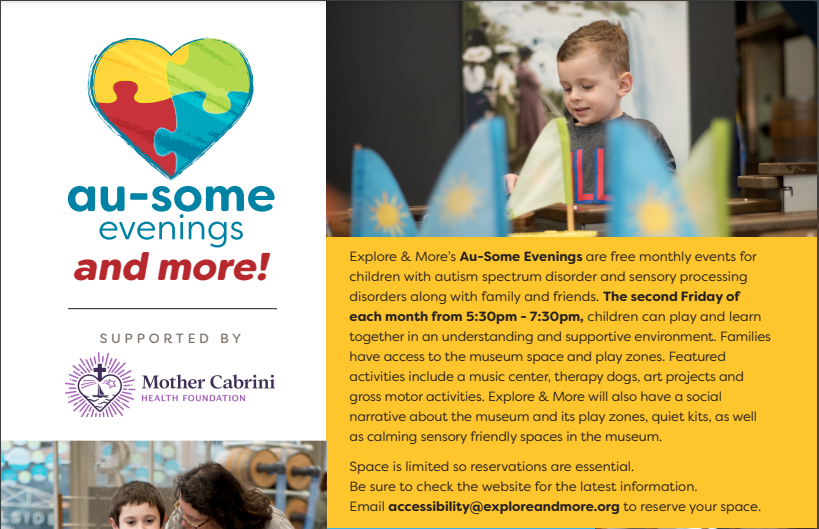 au-some
evenings
and more!
SUPPORTED BY
Mother Cabrini
HEALTH FOUNDATION
Explore & More's Au-Some Evenings are free monthly events for
children with autism spectrum disorder and sensory processing
disorders along with family and friends. The second Friday of
each month from 5:30pm - 7:30pm, children can play and learn
together in an understanding and supportive environment. Families
have access to the museum space and play zones. Featured
activities include a music center, therapy dogs, art projects and
gross motor activities. Explore & More will also have a social
narrative about the museum and its play zones, quiet kits, as well
as calming sensory friendly spaces in the museum.
Space is limited so reservations are essential.
Be sure to check the website for the latest information.
Email accessibility@exploreandmore.org to reserve your space.